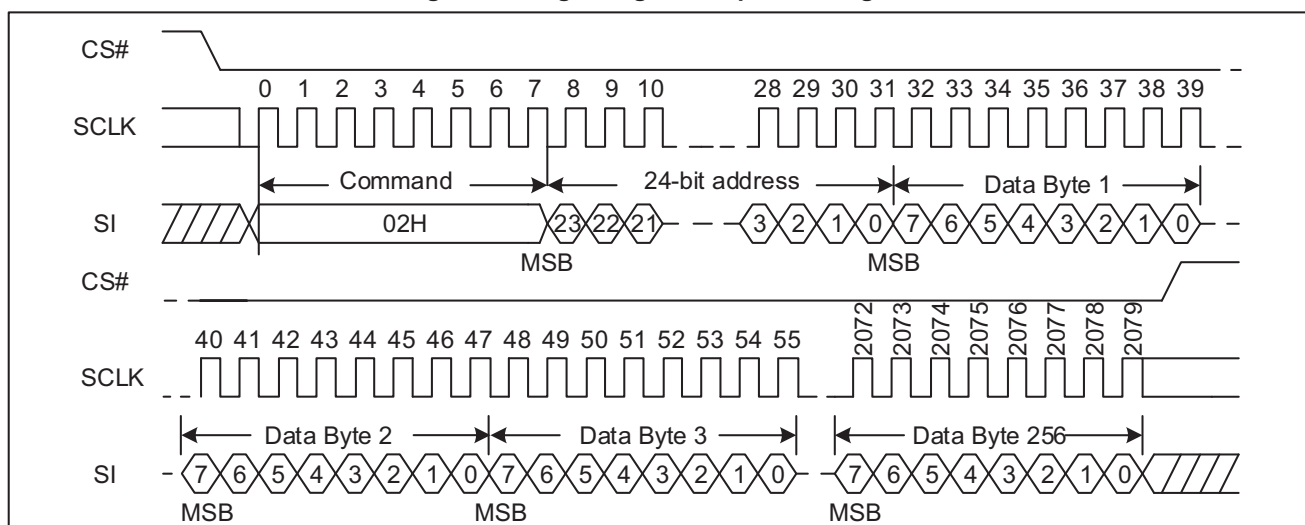 CS#
0 1 2 3 4 5 6 7 8 9 10 28 29 30 31 32 33 34 35 36 37 38 39
SCLK
Command 24-bit address Data Byte 1
SI 02H 23 22 21 3 2 1 0 7 6 5 4 3 2 1 0
MSB MSB
CS#
40 41 42 43 44 45 46 47 48 49 50 51 52 53 54 55 2072 2073 2074 2075 2076 2077 2078 2079
SCLK
Data Byte 2 Data Byte 3 Data Byte 256
SI 7 6 5 4 3 2 1 0 7 6 5 4 3 2 1 0 7 6 5 4 3 2 1 0
MSB MSB MSB